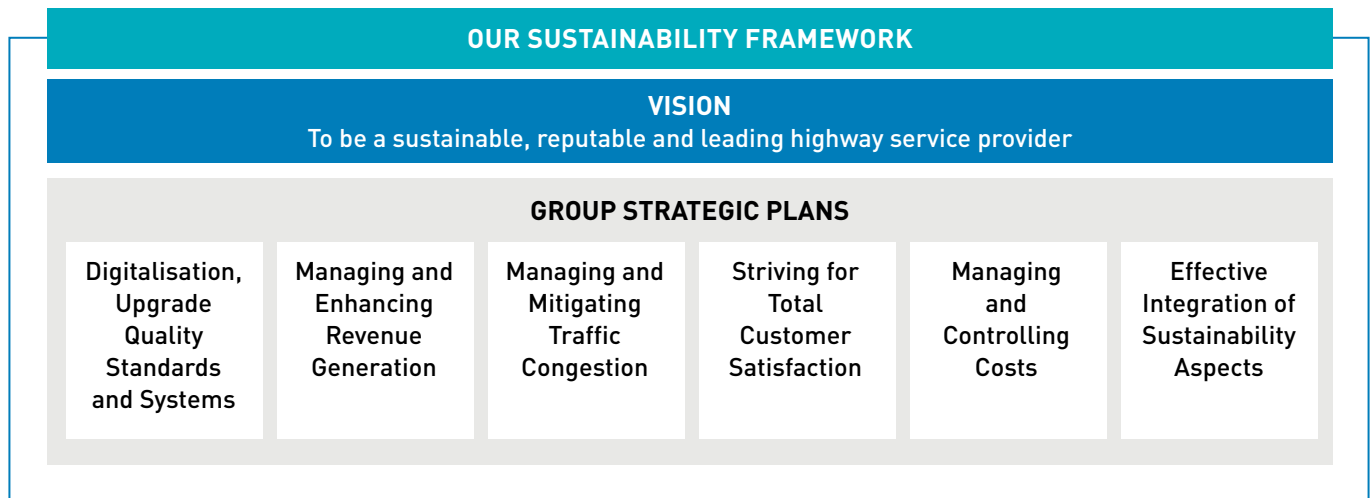 OUR SUSTAINABILITY FRAMEWORK
VISION
To be a sustainable, reputable and leading highway service provider
GROUP STRATEGIC PLANS
Digitalisation,
Upgrade
Quality
Standards
and Systems
Managing and
Enhancing
Revenue
Generation
Managing and
Mitigating
Traffic
Congestion
Striving for
Total
Customer
Satisfaction
Managing
and
Controlling
Costs
Effective
Integration of
Sustainability
Aspects